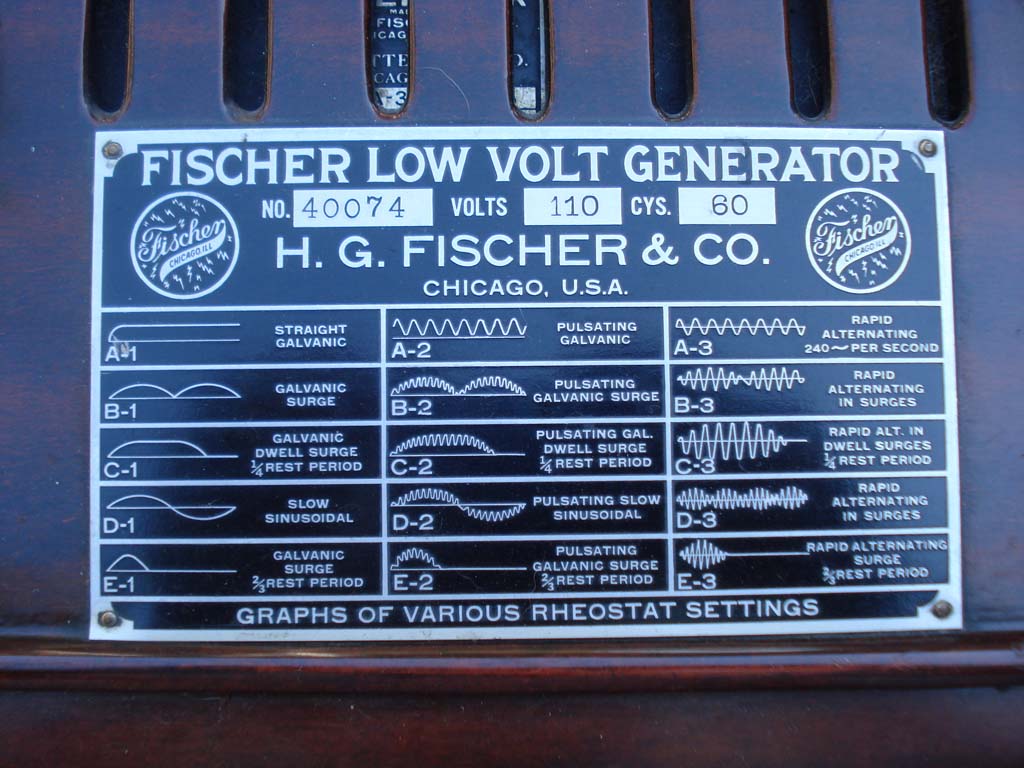 FIS
ICAG
TTE
CAG
-3
FISCHER LOW VOLT GENERATOR
NO. 40074 VOLTS 110 CYS. 60
Fischer
CHICAGO, ILL
Fischer
CHICAGO, ILL
H. G. FISCHER & CO.
CHICAGO, U.S.A.
A-1 STRAIGHT
GALVANIC
A-2 PULSATING
GALVANIC
A-3 RAPID
ALTERNATING
240~PER SECOND
B-1 GALVANIC
SURGE
B-2 PULSATING
GALVANIC SURGE
B-3 RAPID
ALTERNATING
IN SURGES
C-1 GALVANIC
DWELL SURGE
1/4 REST PERIOD
C-2 PULSATING GAL.
DWELL SURGE
1/4 REST PERIOD
C-3 RAPID ALT. IN
DWELL SURGES
1/4 REST PERIOD
D-1 SLOW
SINUSOIDAL
D-2 PULSATING SLOW
SINUSOIDAL
D-3 RAPID
ALTERNATING
IN SURGES
E-1 GALVANIC
SURGE
2/3 REST PERIOD
E-2 PULSATING
GALVANIC SURGE
2/3 REST PERIOD
E-3 RAPID ALTERNATING
SURGE
2/3 REST PERIOD
GRAPHS OF VARIOUS RHEOSTAT SETTINGS